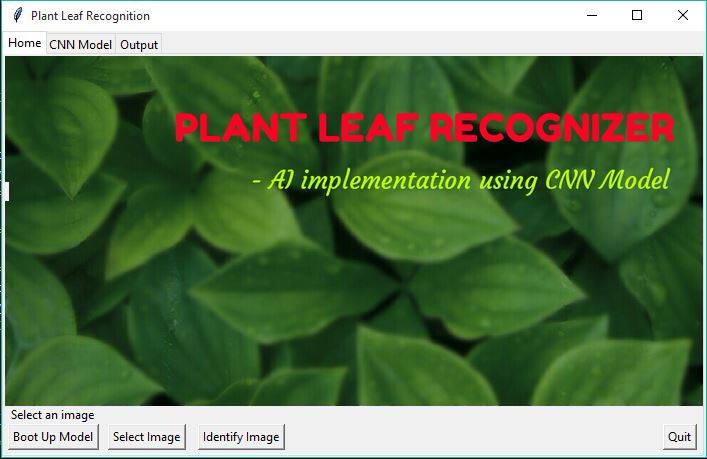 Plant Leaf Recognition
Home CNN Model Output
PLANT LEAF RECOGNIZER
- AI implementation using CNN Model
Select an image
Boot Up Model Select Image Identify Image Quit